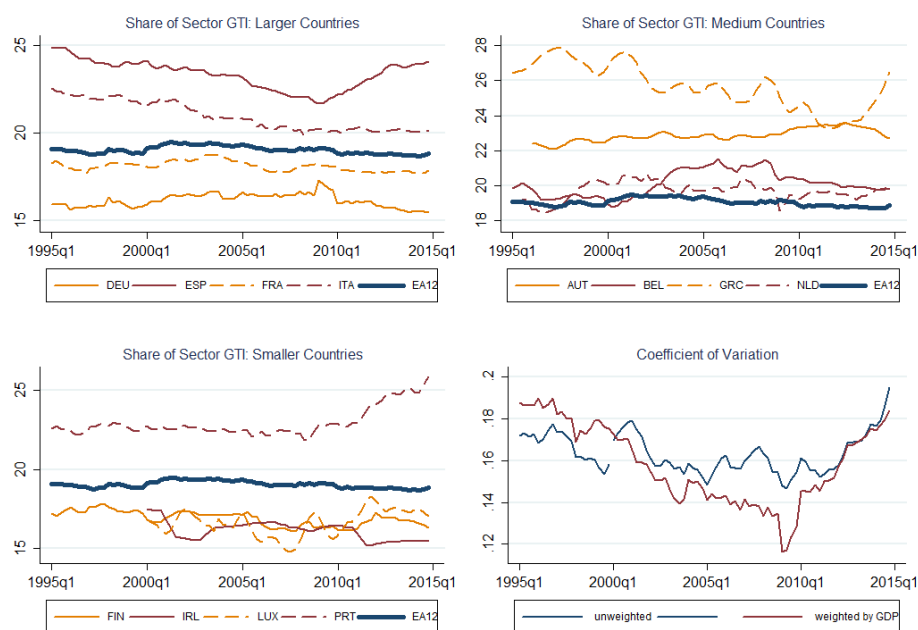 Share of Sector GTI: Larger Countries
25
20
15
1995q1 2000q1 2005q1 2010q1 2015q1
DEU ESP FRA ITA EA12
Share of Sector GTI: Medium Countries
28
26
24
22
20
18
1995q1 2000q1 2005q1 2010q1 2015q1
AUT BEL GRC NLD EA12
Share of Sector GTI: Smaller Countries
25
20
15
1995q1 2000q1 2005q1 2010q1 2015q1
FIN IRL LUX PRT EA12
Coefficient of Variation
.2
.18
.16
.14
.12
1995q1 2000q1 2005q1 2010q1 2015q1
unweighted weighted by GDP